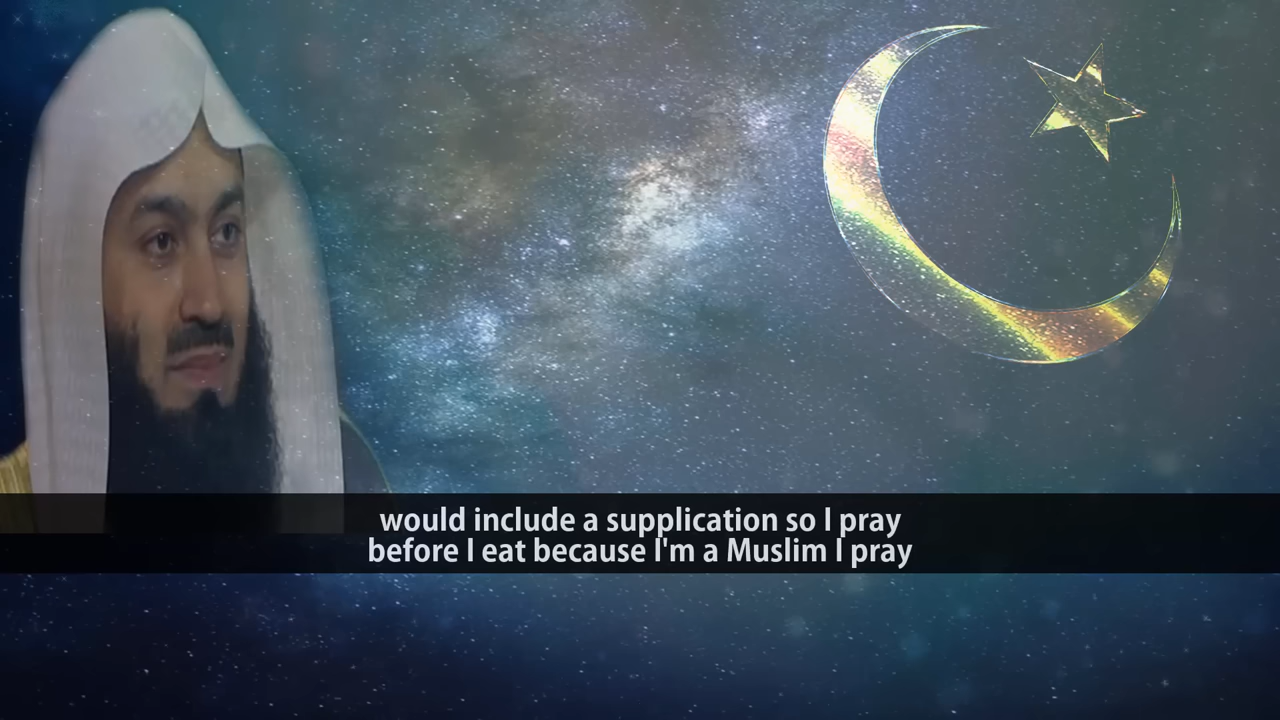 would include a supplication so I pray
before I eat because I'm a Muslim I pray